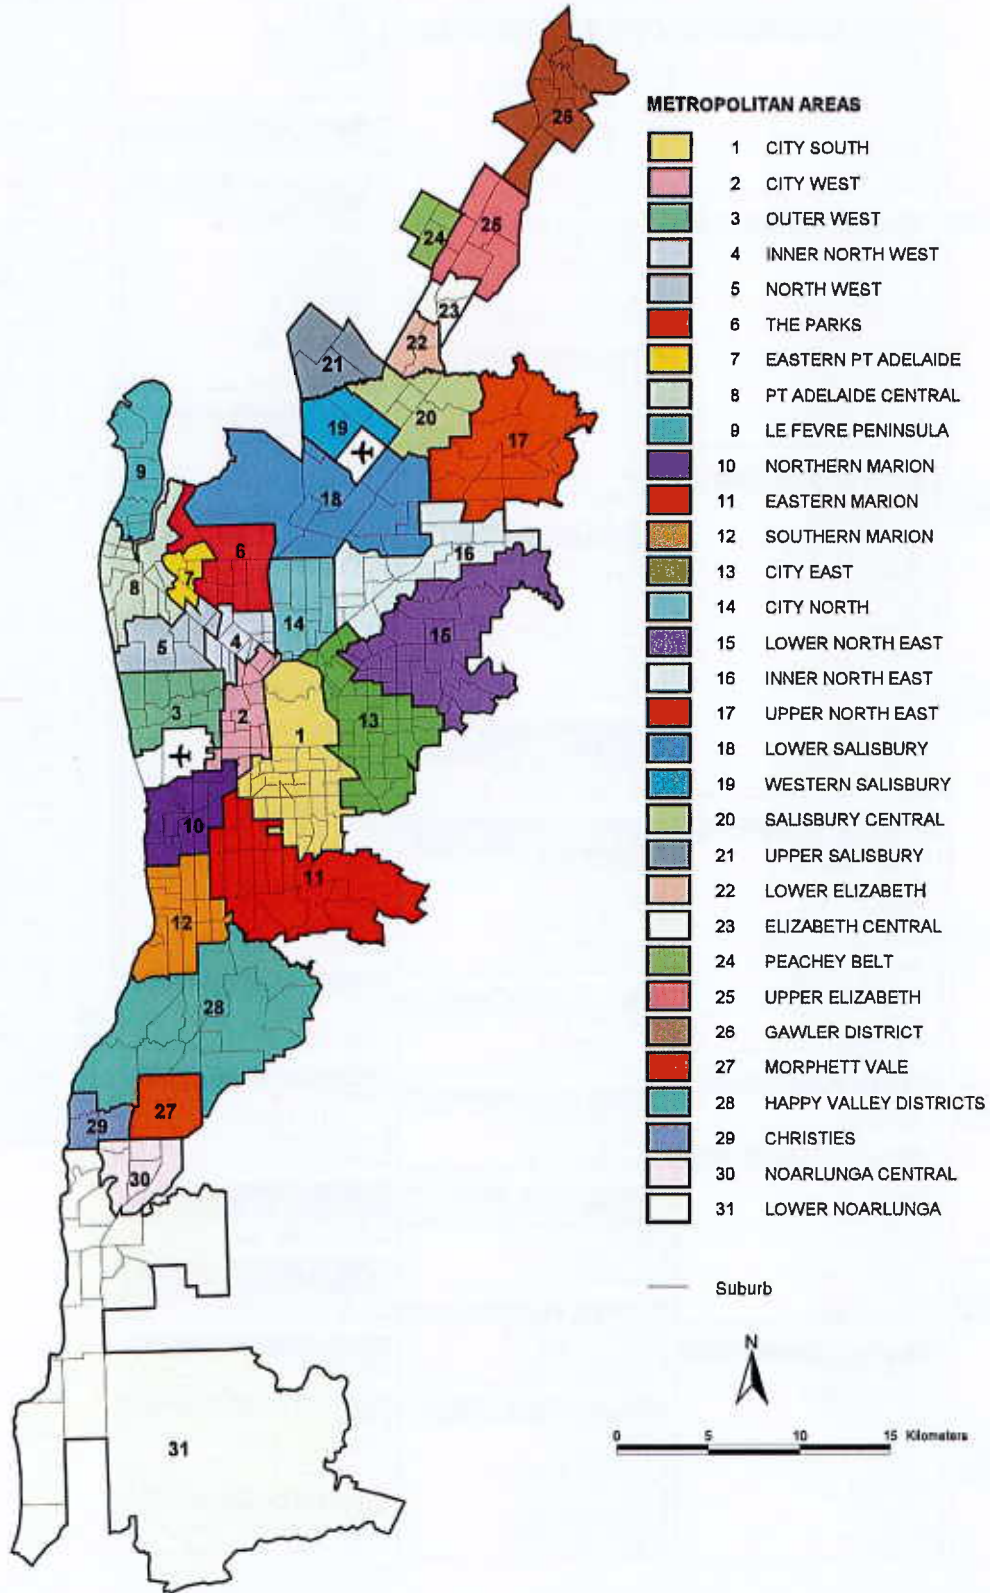 METROPOLITAN AREAS
1 CITY SOUTH
2 CITY WEST
3 OUTER WEST
4 INNER NORTH WEST
5 NORTH WEST
6 THE PARKS
7 EASTERN PT ADELAIDE
8 PT ADELAIDE CENTRAL
9 LE FEVRE PENINSULA
10 NORTHERN MARION
11 EASTERN MARION
12 SOUTHERN MARION
13 CITY EAST
14 CITY NORTH
15 LOWER NORTH EAST
16 INNER NORTH EAST
17 UPPER NORTH EAST
18 LOWER SALISBURY
19 WESTERN SALISBURY
20 SALISBURY CENTRAL
21 UPPER SALISBURY
22 LOWER ELIZABETH
23 ELIZABETH CENTRAL
24 PEACHEY BELT
25 UPPER ELIZABETH
26 GAWLER DISTRICT
27 MORPHETT VALE
28 HAPPY VALLEY DISTRICTS
29 CHRISTIES
30 NOARLUNGA CENTRAL
31 LOWER NOARLUNGA
Suburb
N
0 5 10 15 Kilometers
26
25
24
23
22
21
20
19
17
9
18
6
16
7
8
14
15
5
4
3
2
13
1
10
11
12
28
27
29
30
31